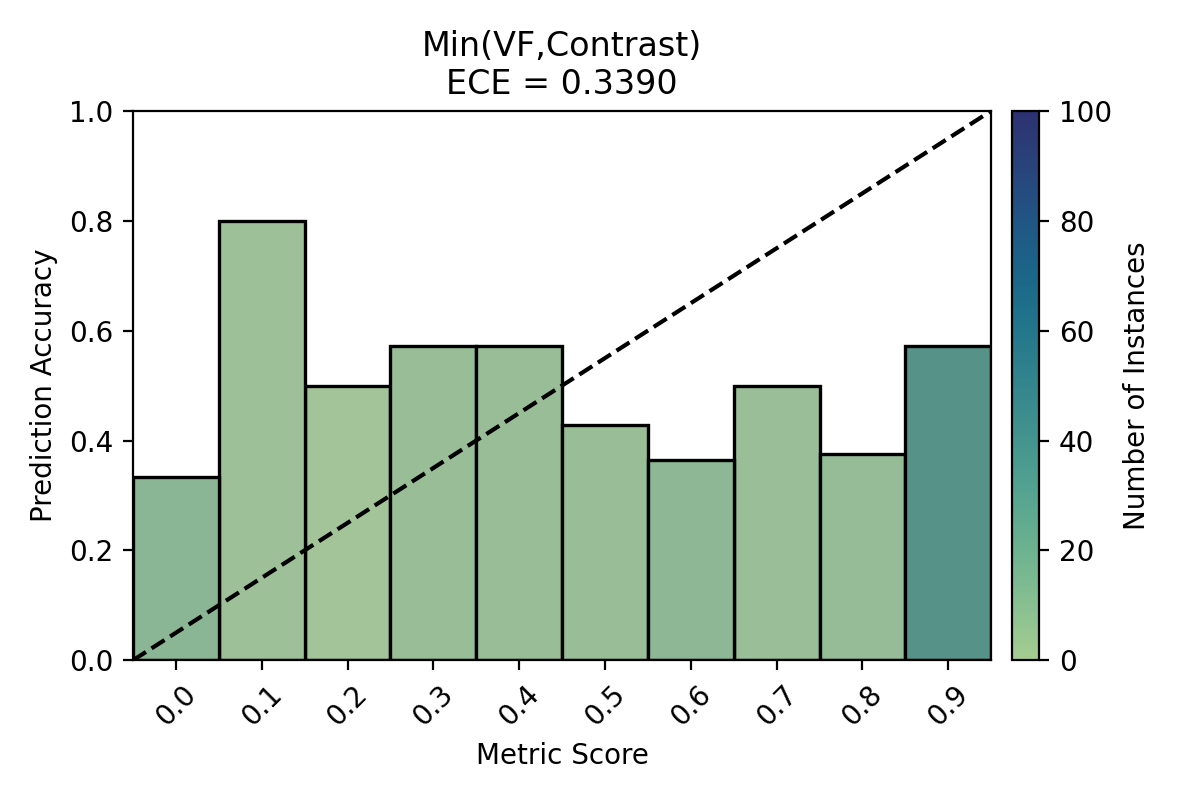 Min(VF,Contrast)
ECE = 0.3390
1.0
0.8
0.6
0.4
0.2
0.0
Prediction Accuracy
0.0 0.1 0.2 0.3 0.4 0.5 0.6 0.7 0.8 0.9
Metric Score
100
80
60
40
20
0
Number of Instances